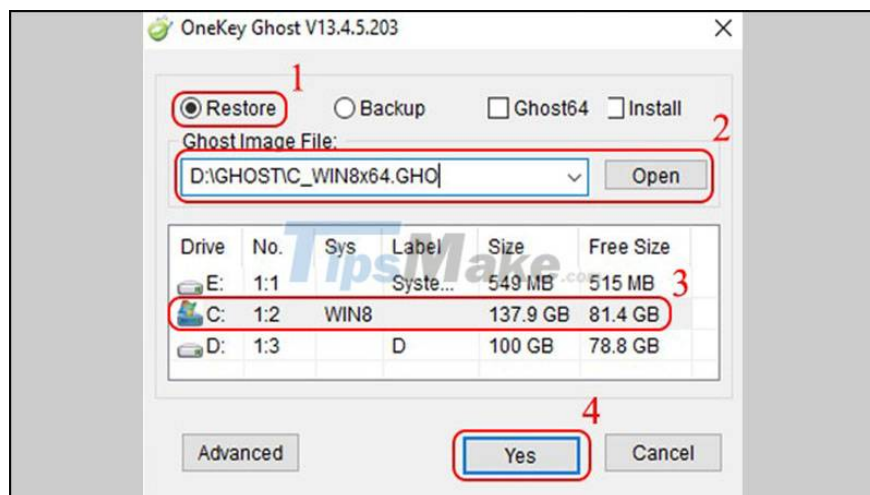 OneKey Ghost V13.4.5.203
1
Restore Backup Ghost64 Install
2
Ghost Image File:
D:\GHOST\C_WIN8x64.GHO Open
Drive No. Sys Label Size Free Size
TipsMake.com
E: 1:1 Syste... 549 MB 515 MB
3
C: 1:2 WIN8 137.9 GB 81.4 GB
D: 1:3 D 100 GB 78.8 GB
4
Advanced Yes Cancel